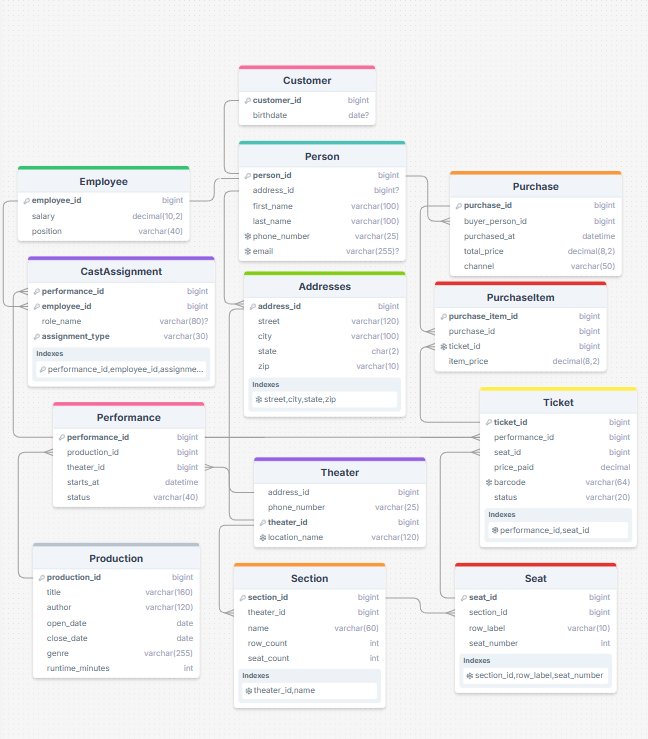 Customer
customer_id bigint
birthdate date?
Person
person_id bigint
address_id bigint?
first_name varchar(100)
last_name varchar(100)
phone_number varchar(25)
email varchar(255)?
Employee
employee_id bigint
salary decimal(10,2)
position varchar(40)
Purchase
purchase_id bigint
buyer_person_id bigint
purchased_at datetime
total_price decimal(8,2)
channel varchar(50)
CastAssignment
performance_id bigint
employee_id bigint
role_name varchar(80)?
assignment_type varchar(30)
Indexes
performance_id,employee_id,assignme...
Addresses
address_id bigint
street varchar(120)
city varchar(100)
state char(2)
zip varchar(10)
Indexes
street,city,state,zip
PurchaseItem
purchase_item_id bigint
purchase_id bigint
ticket_id bigint
item_price decimal(8,2)
Performance
performance_id bigint
production_id bigint
theater_id bigint
starts_at datetime
status varchar(40)
Ticket
ticket_id bigint
performance_id bigint
seat_id bigint
price_paid decimal
barcode varchar(64)
status varchar(20)
Indexes
performance_id,seat_id
Theater
address_id bigint
phone_number varchar(25)
theater_id bigint
location_name varchar(120)
Production
production_id bigint
title varchar(160)
author varchar(120)
open_date date
close_date date
genre varchar(255)
runtime_minutes int
Section
section_id bigint
theater_id bigint
name varchar(60)
row_count int
seat_count int
Indexes
theater_id,name
Seat
seat_id bigint
section_id bigint
row_label varchar(10)
seat_number int
Indexes
section_id,row_label,seat_number